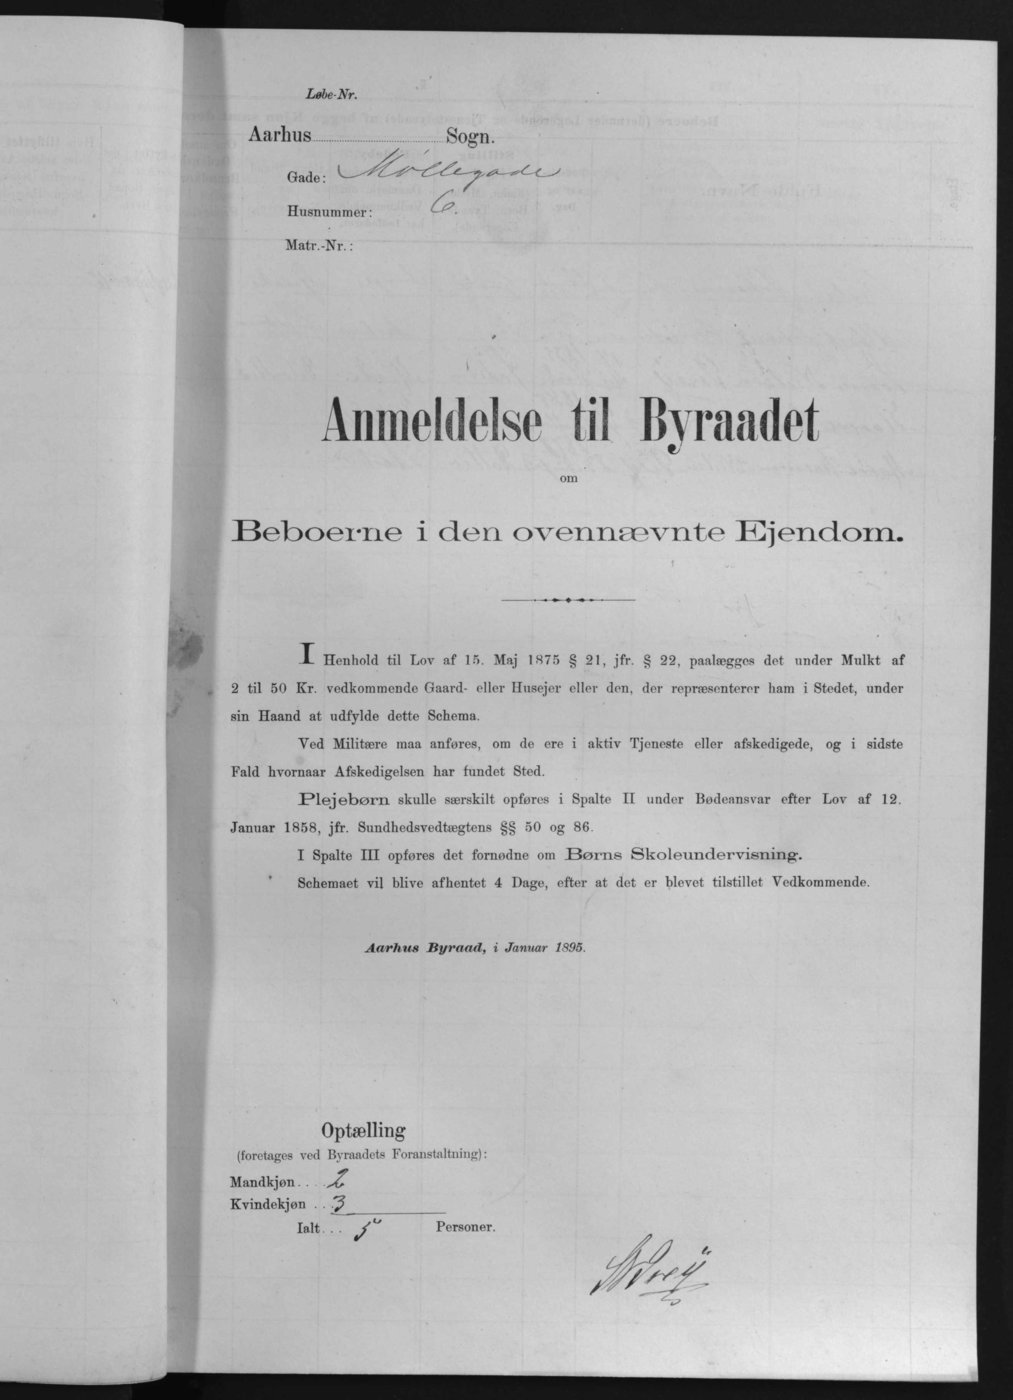 Løbe-Nr.
Aarhus Sogn.
Gade: Møllegade
Husnummer: 6.
Matr.-Nr.:
Anmeldelse til Byraadet
om
Beboerne i den ovennævnte Ejendom.
I Henhold til Lov af 15. Maj 1875 § 21, jfr. § 22, paalægges det under Mulkt af
2 til 50 Kr. vedkommende Gaard- eller Husejer eller den, der repræsenterer ham i Stedet, under
sin Haand at udfylde dette Schema.
Ved Militære maa anføres, om de ere i aktiv Tjeneste eller afskedigede, og i sidste
Fald hvornaar Afskedigelsen har fundet Sted.
Plejebørn skulle særskilt opføres i Spalte II under Bødeansvar efter Lov af 12.
Januar 1858, jfr. Sundhedsvedtægtens §§ 50 og 86.
I Spalte III opføres det fornødne om Børns Skoleundervisning.
Schemaet vil blive afhentet 4 Dage, efter at det er blevet tilstillet Vedkommende.
Aarhus Byraad, i Januar 1895.
Optælling
(foretages ved Byraadets Foranstaltning):
Mandkjøn.... 2
Kvindekjøn ... 3
Ialt... 5 Personer.